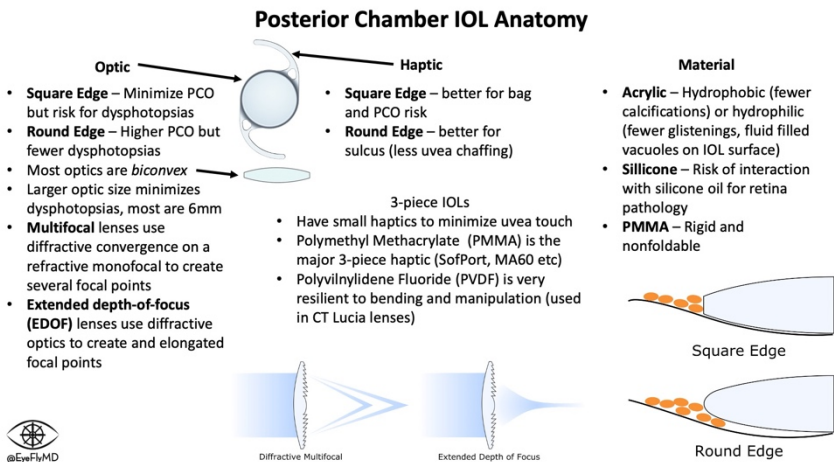 Posterior Chamber IOL Anatomy
Optic
• Square Edge – Minimize PCO
but risk for dysphotopsias
• Round Edge – Higher PCO but
fewer dysphotopsias
• Most optics are biconvex
• Larger optic size minimizes
dysphotopsias, most are 6mm
• Multifocal lenses use
diffractive convergence on a
refractive monofocal to create
several focal points
• Extended depth-of-focus
(EDOF) lenses use diffractive
optics to create and elongated
focal points
Haptic
• Square Edge – better for bag
and PCO risk
• Round Edge – better for
sulcus (less uvea chaffing)
3-piece IOLs
• Have small haptics to minimize uvea touch
• Polymethyl Methacrylate (PMMA) is the
major 3-piece haptic (SofPort, MA60 etc)
• Polyvilnylidene Fluoride (PVDF) is very
resilient to bending and manipulation (used
in CT Lucia lenses)
Material
• Acrylic – Hydrophobic (fewer
calcifications) or hydrophilic
(fewer glistenings, fluid filled
vacuoles on IOL surface)
• Sillicone – Risk of interaction
with silicone oil for retina
pathology
• PMMA – Rigid and
nonfoldable
Square Edge
Round Edge
Diffractive Multifocal
Extended Depth of Focus
@EyeFlyMD